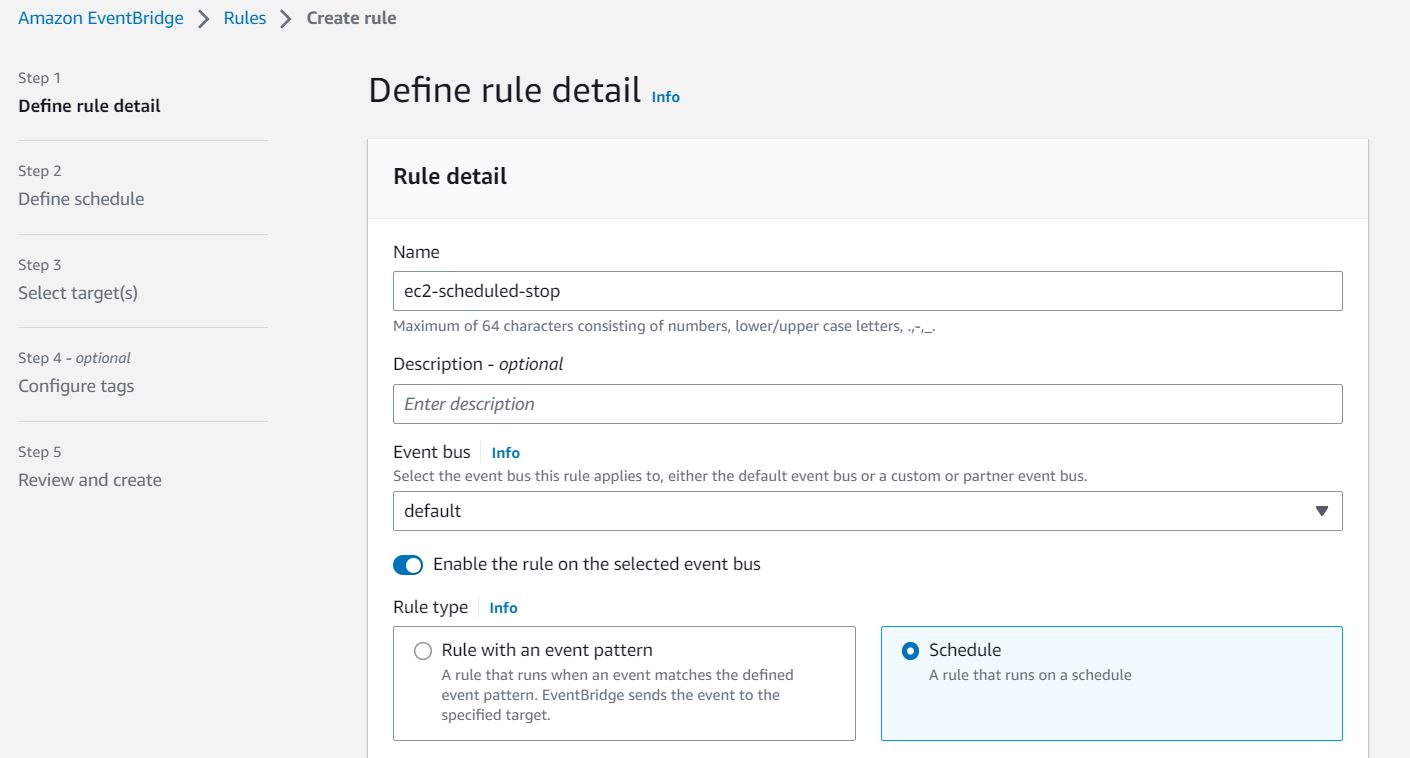 Amazon EventBridge > Rules > Create rule
Step 1
Define rule detail
Step 2
Define schedule
Step 3
Select target(s)
Step 4 - optional
Configure tags
Step 5
Review and create
Define rule detail Info
Rule detail
Name
ec2-scheduled-stop
Maximum of 64 characters consisting of numbers, lower/upper case letters, .,-,_.
Description - optional
Enter description
Event bus Info
Select the event bus this rule applies to, either the default event bus or a custom or partner event bus.
default
Enable the rule on the selected event bus
Rule type Info
Rule with an event pattern
A rule that runs when an event matches the defined
event pattern. EventBridge sends the event to the
specified target.
Schedule
A rule that runs on a schedule